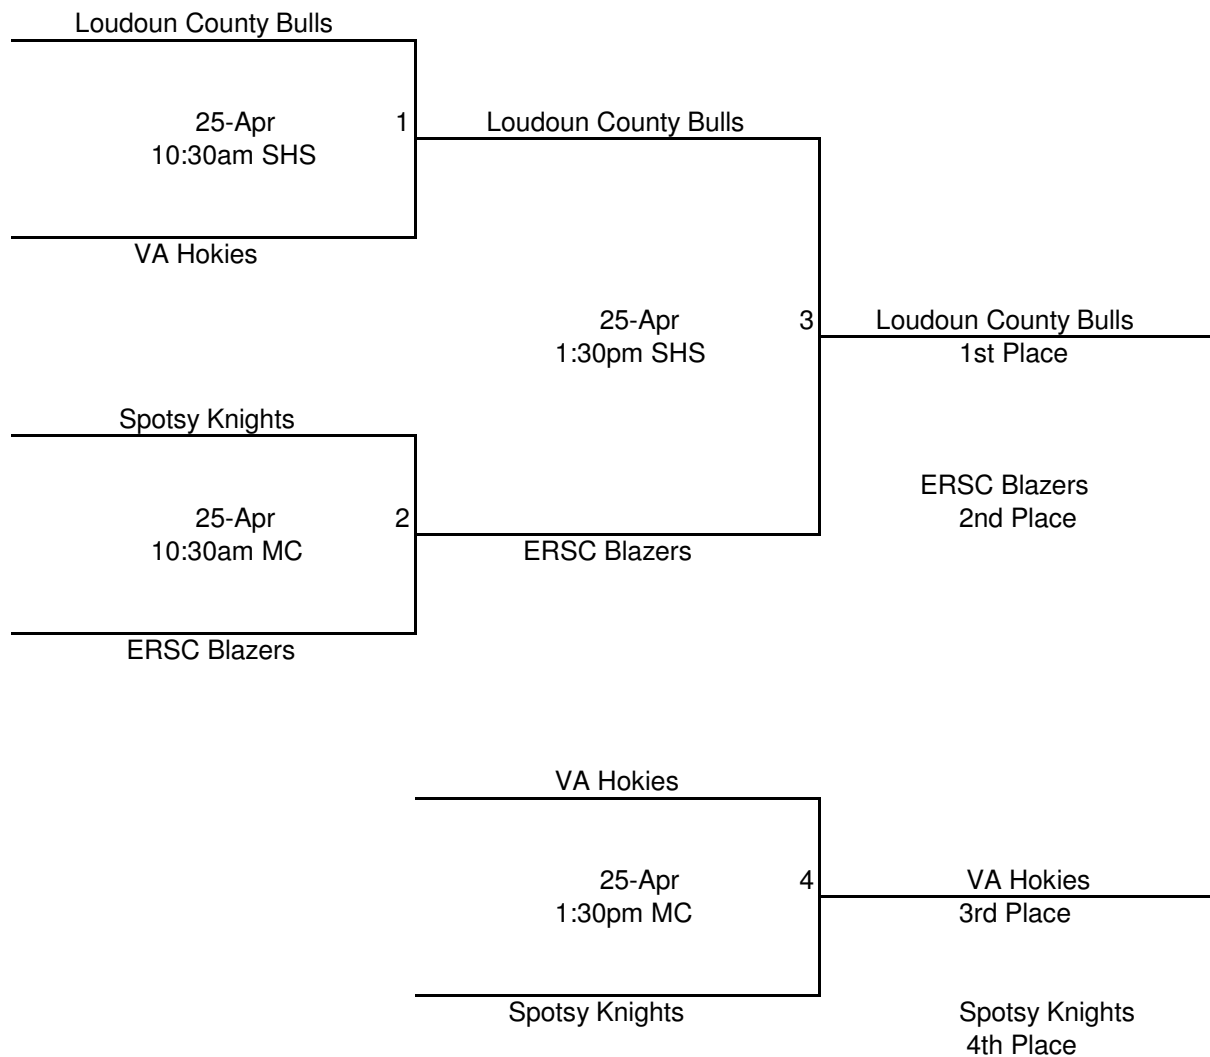 Loudoun County Bulls
25-Apr 1
10:30am SHS
Loudoun County Bulls
VA Hokies
25-Apr 3
1:30pm SHS
Loudoun County Bulls
1st Place
Spotsy Knights
25-Apr 2
10:30am MC
ERSC Blazers
ERSC Blazers
2nd Place
ERSC Blazers
VA Hokies
25-Apr 4
1:30pm MC
VA Hokies
3rd Place
Spotsy Knights
Spotsy Knights
4th Place